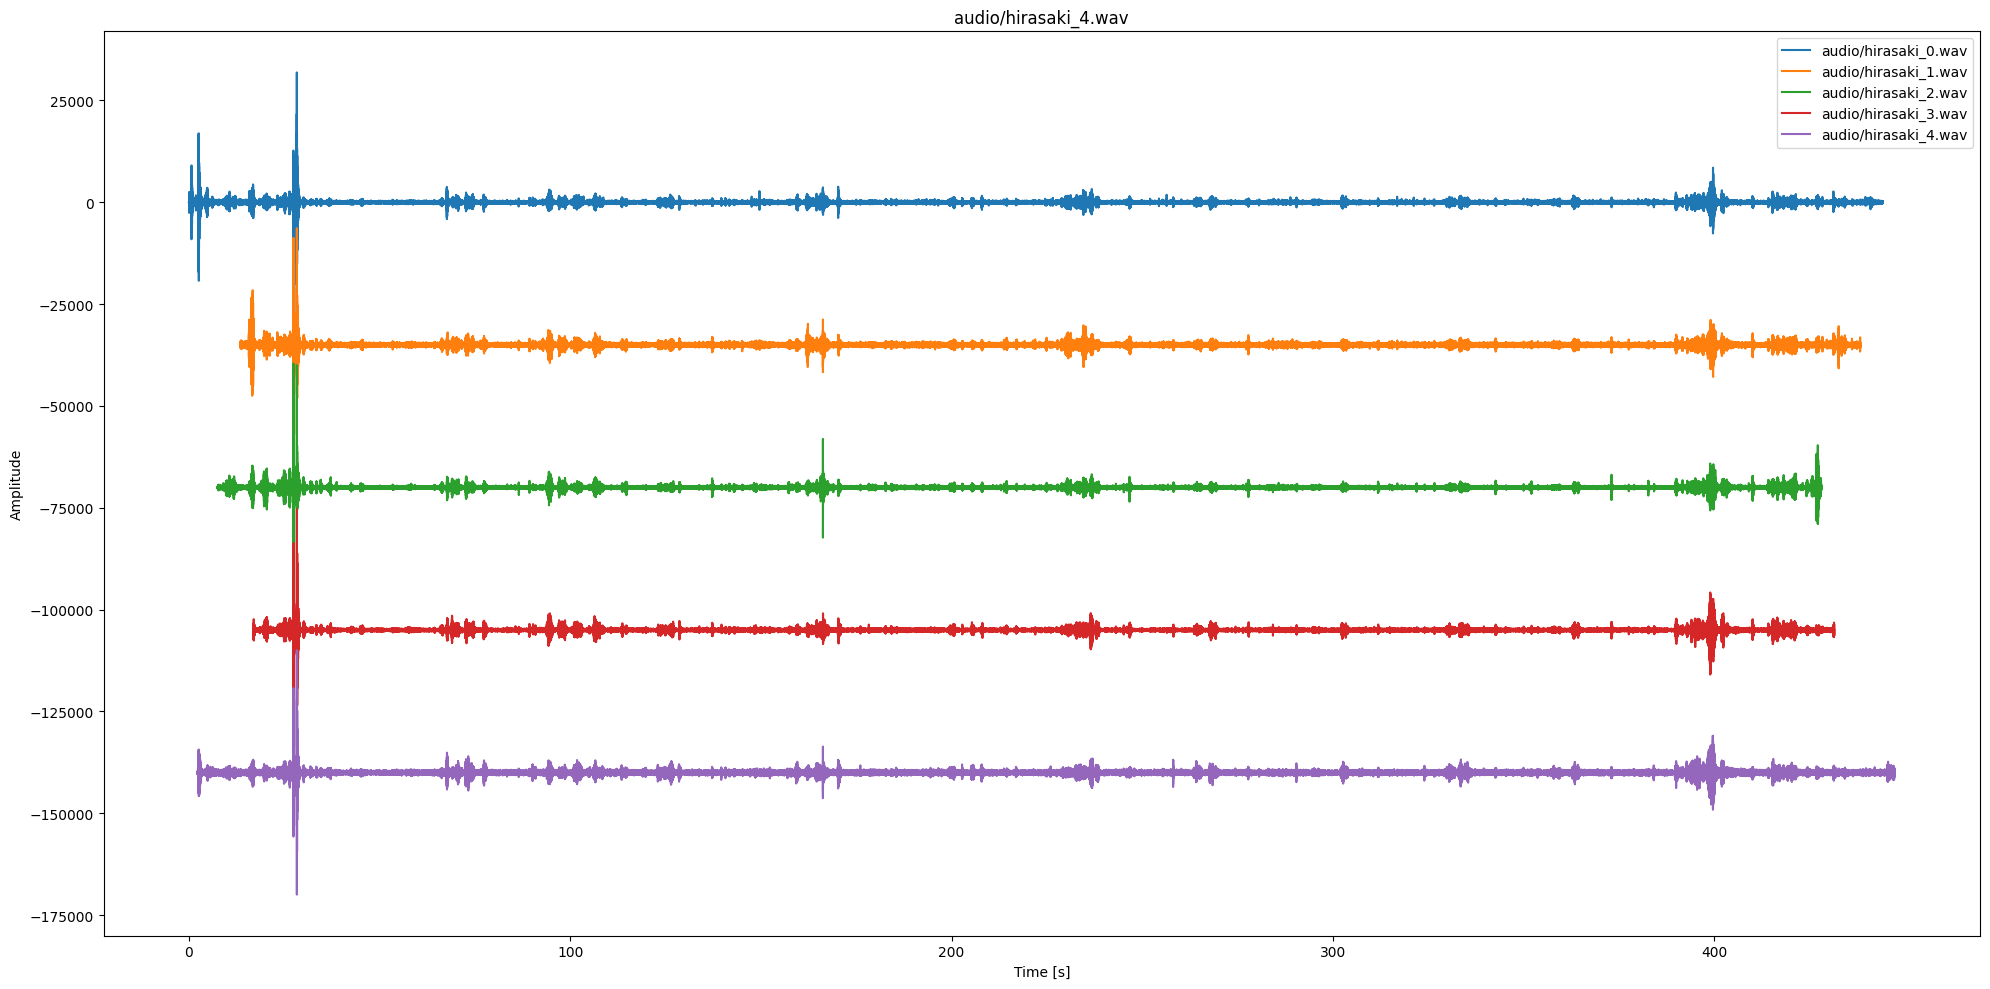 audio/hirasaki_4.wav
audio/hirasaki_0.wav
audio/hirasaki_1.wav
audio/hirasaki_2.wav
audio/hirasaki_3.wav
audio/hirasaki_4.wav
25000
0
−25000
−50000
−75000
−100000
−125000
−150000
−175000
Amplitude
0 100 200 300 400
Time [s]